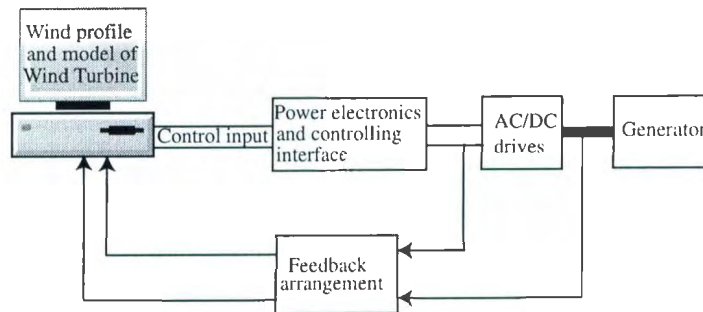 Wind profile
and model of
Wind Turbine
Control input
Power electronics
and controlling
interface
AC/DC
drives
Generator
Feedback
arrangement